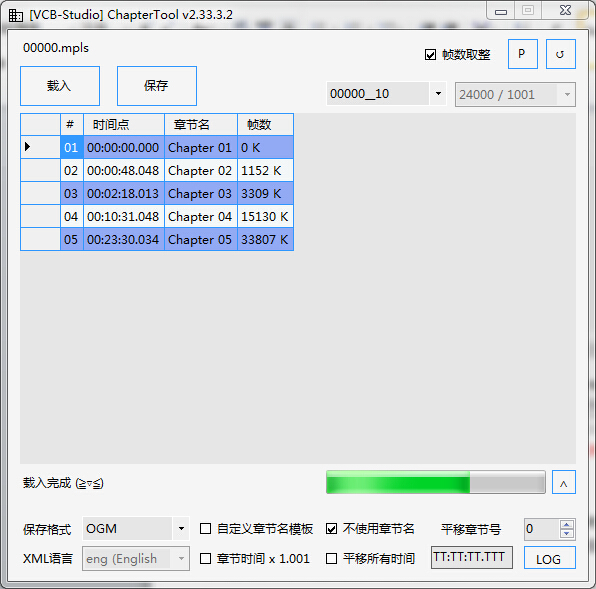 [VCB-Studio] ChapterTool v2.33.3.2
00000.mpls
帧数取整
P
↺
载入
保存
00000__10
24000 / 1001
# 时间点 章节名 帧数
01 00:00:00.000 Chapter 01 0 K
02 00:00:48.048 Chapter 02 1152 K
03 00:02:18.013 Chapter 03 3309 K
04 00:10:31.048 Chapter 04 15130 K
05 00:23:30.034 Chapter 05 33807 K
载入完成 (≧▽≦)
保存格式 OGM 自定义章节名模板 不使用章节名 平移章节号 0
XML语言 eng (English 章节时间 x 1.001 平移所有时间 TT:TT:TT.TTT LOG